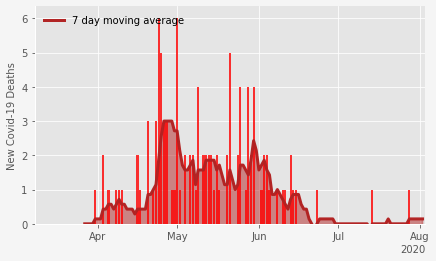 7 day moving average
New Covid-19 Deaths
6
5
4
3
2
1
0
Apr
May
Jun
Jul
Aug
2020